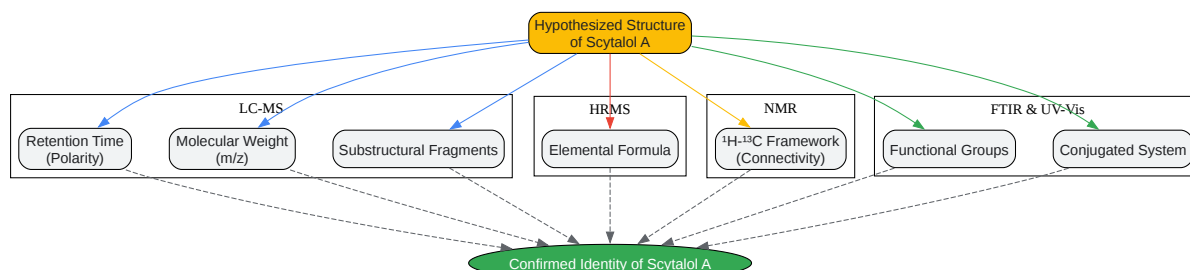 Hypothesized Structure
of Scytalol A
LC-MS
HRMS
NMR
FTIR & UV-Vis
Retention Time
(Polarity)
Molecular Weight
(m/z)
Substructural Fragments
Elemental Formula
¹H-¹³C Framework
(Connectivity)
Functional Groups
Conjugated System
Confirmed Identity of Scytalol A